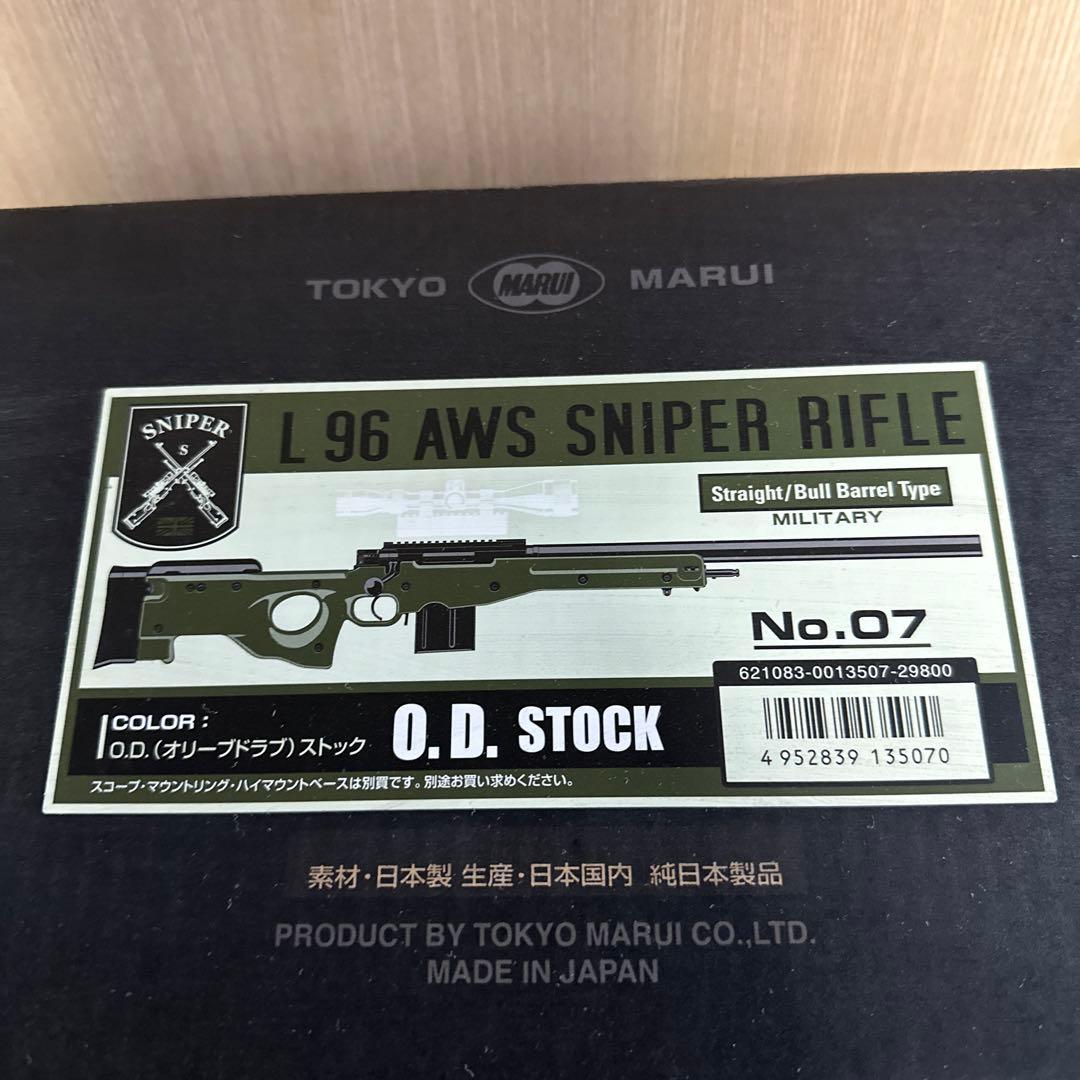 TOKYO MARUI MARUI
SNIPER
S
L96 AWS SNIPER RIFLE
Straight/Bull Barrel Type
MILITARY
No.07
621083-0013507-29800
4 952839 135070
COLOR:
O.D.(オリーブドラブ)ストック
O.D. STOCK
スコープ・マウントリング・ハイマウントベースは別買です。別途お買い求めください。
素材・日本製 生産・日本国内 純日本製品
PRODUCT BY TOKYO MARUI CO.,LTD.
MADE IN JAPAN